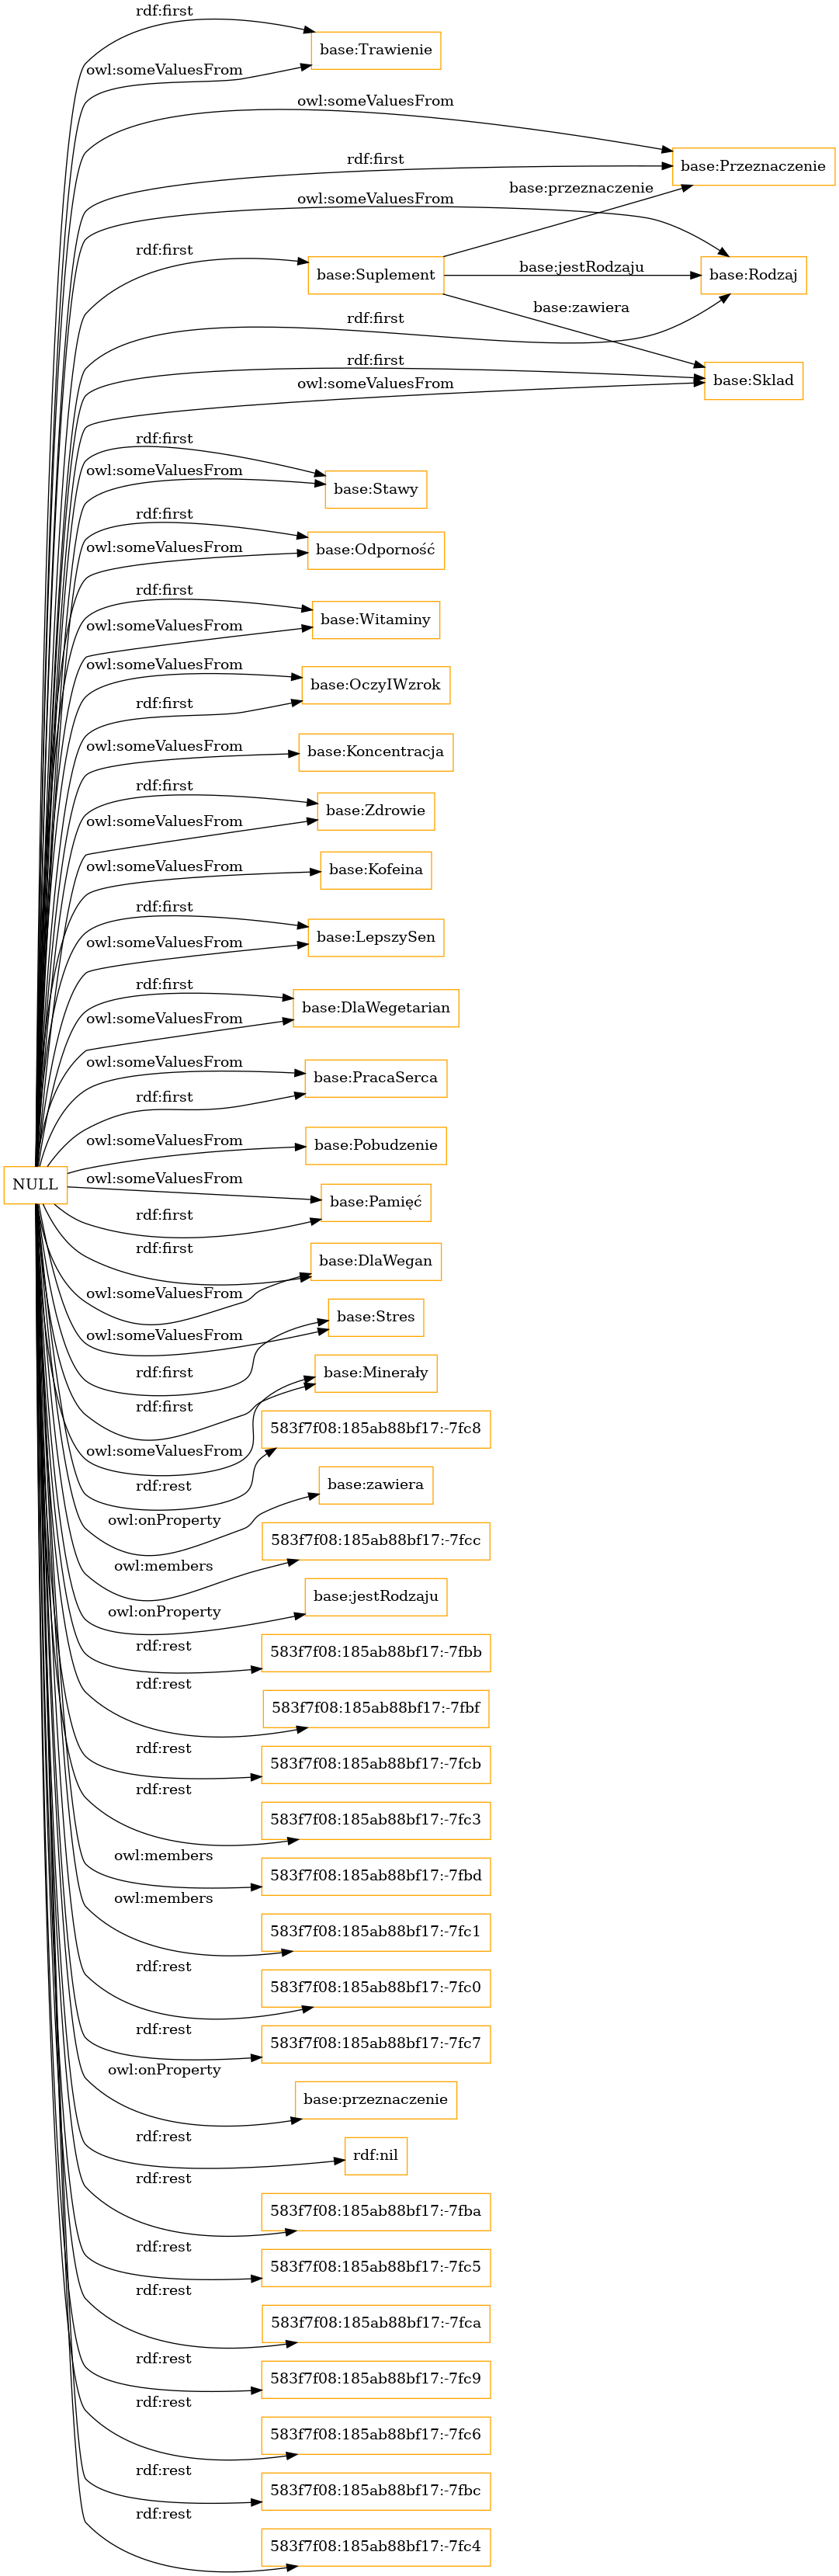 rdf:first
base:Trawienie
owl:someValuesFrom
owl:someValuesFrom
rdf:first
base:Przeznaczenie
base:przeznaczenie
owl:someValuesFrom
rdf:first
base:Suplement
base:jestRodzaju
base:Rodzaj
base:zawiera
rdf:first
rdf:first
base:Sklad
owl:someValuesFrom
rdf:first
owl:someValuesFrom
base:Stawy
rdf:first
owl:someValuesFrom
base:Odporność
rdf:first
base:Witaminy
owl:someValuesFrom
owl:someValuesFrom
base:OczyIWzrok
rdf:first
owl:someValuesFrom
base:Koncentracja
rdf:first
base:Zdrowie
owl:someValuesFrom
owl:someValuesFrom
base:Kofeina
rdf:first
base:LepszySen
owl:someValuesFrom
rdf:first
base:DlaWegetarian
owl:someValuesFrom
owl:someValuesFrom
base:PracaSerca
rdf:first
owl:someValuesFrom
base:Pobudzenie
NULL
owl:someValuesFrom
base:Pamięć
rdf:first
rdf:first
base:DlaWegan
owl:someValuesFrom
base:Stres
owl:someValuesFrom
rdf:first
base:Minerały
rdf:first
owl:someValuesFrom
583f7f08:185ab88bf17:-7fc8
rdf:rest
base:zawiera
owl:onProperty
583f7f08:185ab88bf17:-7fcc
owl:members
base:jestRodzaju
owl:onProperty
rdf:rest
583f7f08:185ab88bf17:-7fbb
rdf:rest
583f7f08:185ab88bf17:-7fbf
rdf:rest
583f7f08:185ab88bf17:-7fcb
rdf:rest
583f7f08:185ab88bf17:-7fc3
owl:members
583f7f08:185ab88bf17:-7fbd
owl:members
583f7f08:185ab88bf17:-7fc1
rdf:rest
583f7f08:185ab88bf17:-7fc0
rdf:rest
583f7f08:185ab88bf17:-7fc7
owl:onProperty
base:przeznaczenie
rdf:rest
rdf:nil
rdf:rest
583f7f08:185ab88bf17:-7fba
rdf:rest
583f7f08:185ab88bf17:-7fc5
rdf:rest
583f7f08:185ab88bf17:-7fca
rdf:rest
583f7f08:185ab88bf17:-7fc9
rdf:rest
583f7f08:185ab88bf17:-7fc6
rdf:rest
583f7f08:185ab88bf17:-7fbc
rdf:rest
583f7f08:185ab88bf17:-7fc4